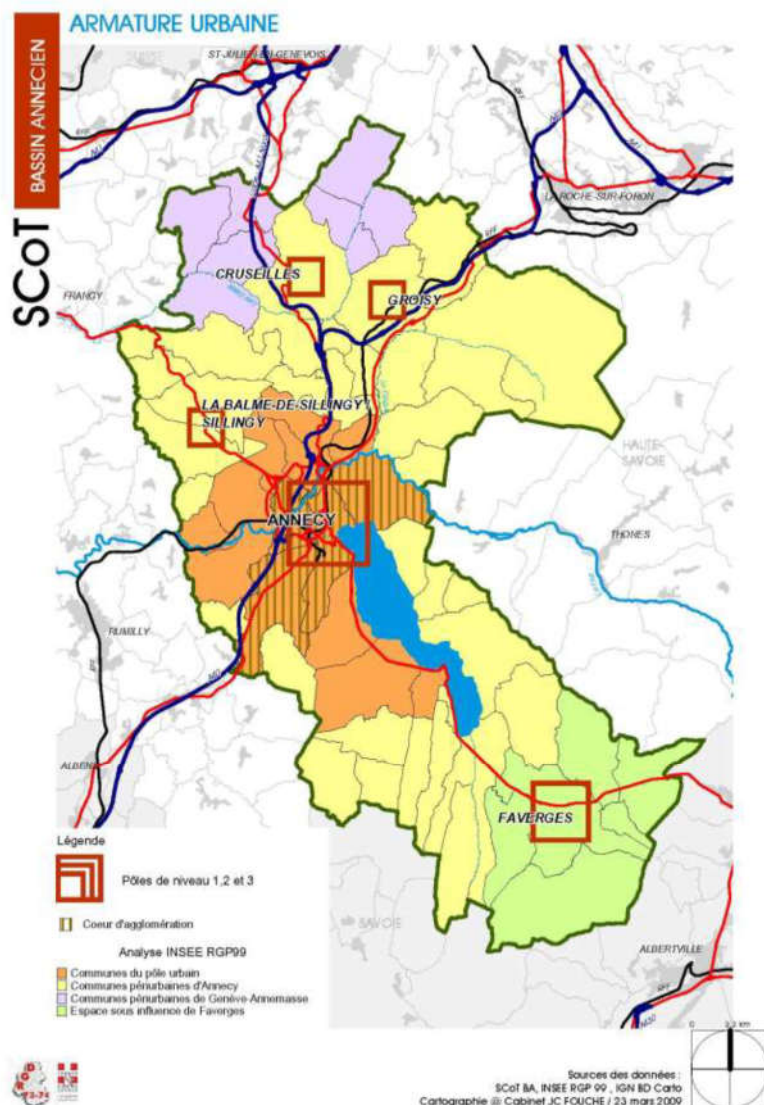 ARMATURE URBAINE
BASSIN ANNECIEN
SCoT
ST-JULIEN-EN-GENEVOIS
LA ROCHE-SUR-FORON
CRUSEILLES
GROISY
FRANGY
LA BALME-DE-SILLINGY /
SILLINGY
HAUTE-
SAVOIE
ANNECY
THONES
RUMILLY
ALBENS
FAVERGES
SAVOIE
ALBERTVILLE
Légende
Pôles de niveau 1,2 et 3
Coeur d'agglomération
Analyse INSEE RGP99
Communes du pôle urbain
Communes périurbaines d'Annecy
Communes périurbaines de Genève-Annemasse
Espace sous influence de Faverges
Sources des données :
SCoT BA, INSEE RGP 99 , IGN BD Carto
Cartographie @ Cabinet JC FOUCHE / 23 mars 2009